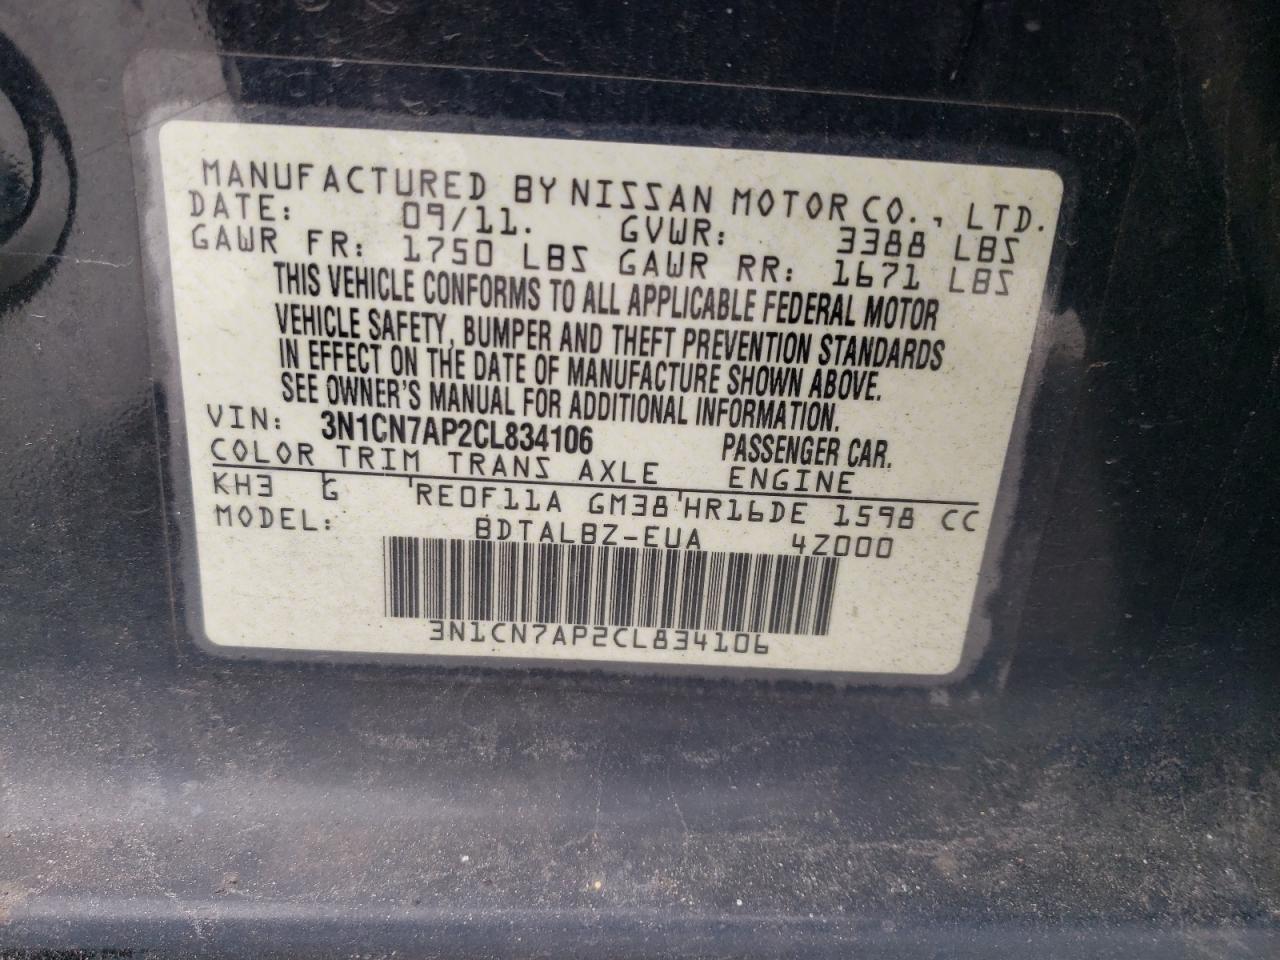 MANUFACTURED BY NISSAN MOTOR CO., LTD.
DATE: 09/11. GVWR: 3388 LBS
GAWR FR: 1750 LBS GAWR RR: 1671 LBS
THIS VEHICLE CONFORMS TO ALL APPLICABLE FEDERAL MOTOR
VEHICLE SAFETY, BUMPER AND THEFT PREVENTION STANDARDS
IN EFFECT ON THE DATE OF MANUFACTURE SHOWN ABOVE.
SEE OWNER'S MANUAL FOR ADDITIONAL INFORMATION.
VIN: 3N1CN7AP2CL834106 PASSENGER CAR.
COLOR TRIM TRANS AXLE ENGINE
KH3 G RE0F11A GM38 HR16DE 1598 CC
MODEL: BDTALBZ-EUA 4Z000
3N1CN7AP2CL834106